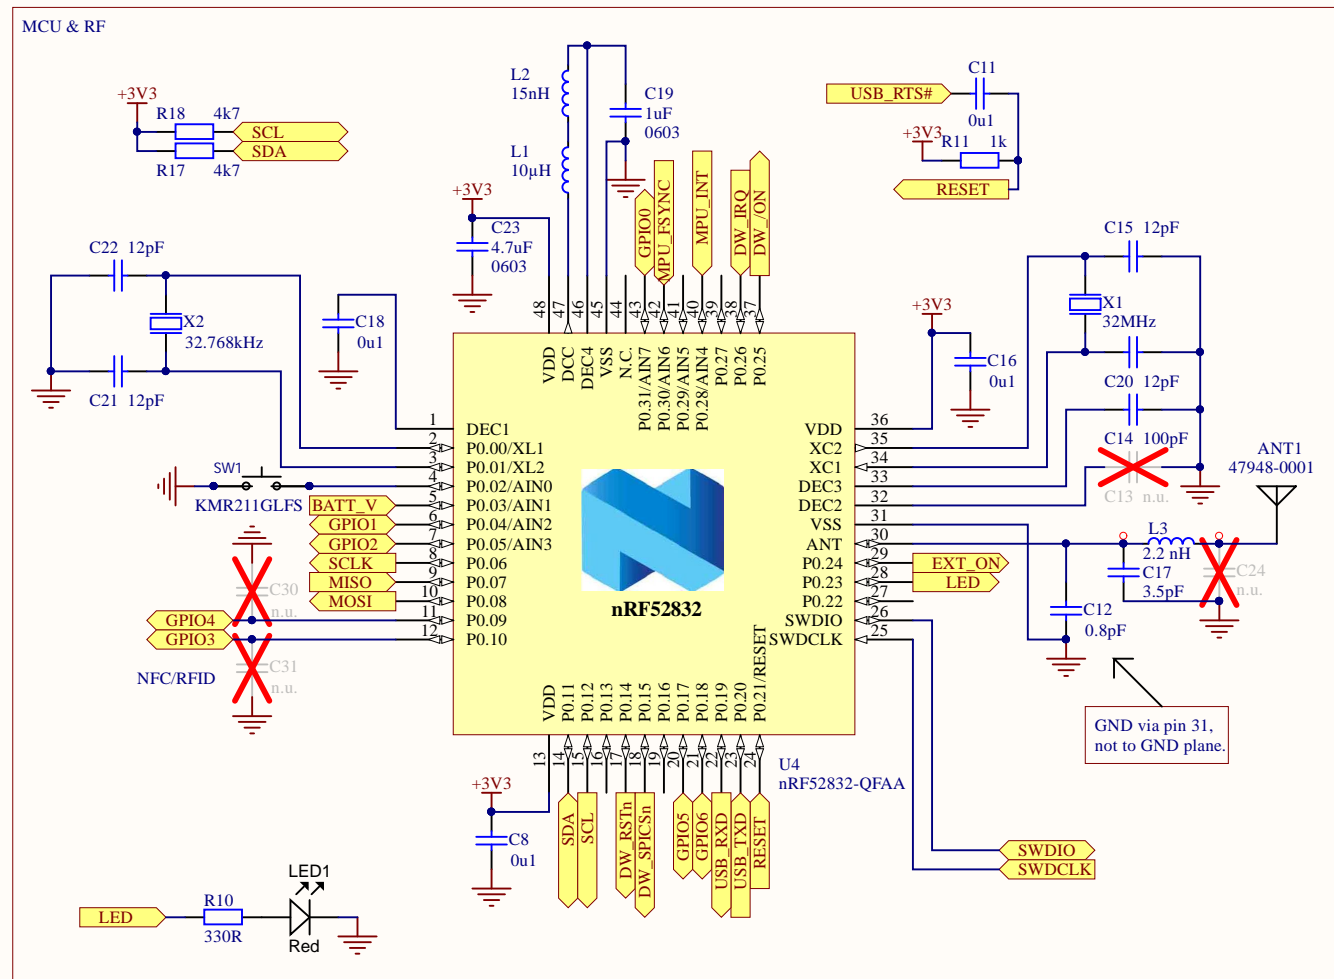 MCU & RF
+3V3
R18 4k7
SCL
SDA
R17 4k7
L2
15nH
C19
1uF
0603
L1
10µH
C11
USB_RTS#
0u1
+3V3
R11 1k
RESET
+3V3
C23
4.7uF
0603
GPIO0
MPU_FSYNC
MPU_INT
DW_IRQ
DW_/ON
C22 12pF
X2
32.768kHz
C21 12pF
C18
0u1
C15 12pF
X1
32MHz
C20 12pF
C14 100pF
C13 n.u.
+3V3
C16
0u1
48
47
46
45
44
43
42
41
40
39
38
37
VDD
DCC
DEC4
VSS
N.C.
P0.31/AIN7
P0.30/AIN6
P0.29/AIN5
P0.28/AIN4
P0.27
P0.26
P0.25
1 DEC1
2 P0.00/XL1
3 P0.01/XL2
4 P0.02/AIN0
5 P0.03/AIN1
6 P0.04/AIN2
7 P0.05/AIN3
8 P0.06
9 P0.07
10 P0.08
11 P0.09
12 P0.10
SW1
KMR211GLFS
BATT_V
GPIO1
GPIO2
SCLK
MISO
MOSI
C30
n.u.
GPIO4
GPIO3
C31
n.u.
NFC/RFID
nRF52832
VDD 36
XC2 35
XC1 34
DEC3 33
DEC2 32
VSS 31
ANT 30
P0.24 29
P0.23 28
P0.22 27
SWDIO 26
SWDCLK 25
EXT_ON
LED
ANT1
47948-0001
L3
2.2 nH
C17
3.5pF
C24
n.u.
C12
0.8pF
GND via pin 31,
not to GND plane.
VDD
P0.11
P0.12
P0.13
P0.14
P0.15
P0.16
P0.17
P0.18
P0.19
P0.20
P0.21/RESET
13
14
15
16
17
18
19
20
21
22
23
24
U4
nRF52832-QFAA
+3V3
C8
0u1
SDA
SCL
DW_RSTn
DW_SPICSn
GPIO5
GPIO6
USB_RXD
USB_TXD
RESET
SWDIO
SWDCLK
LED
R10
330R
LED1
Red